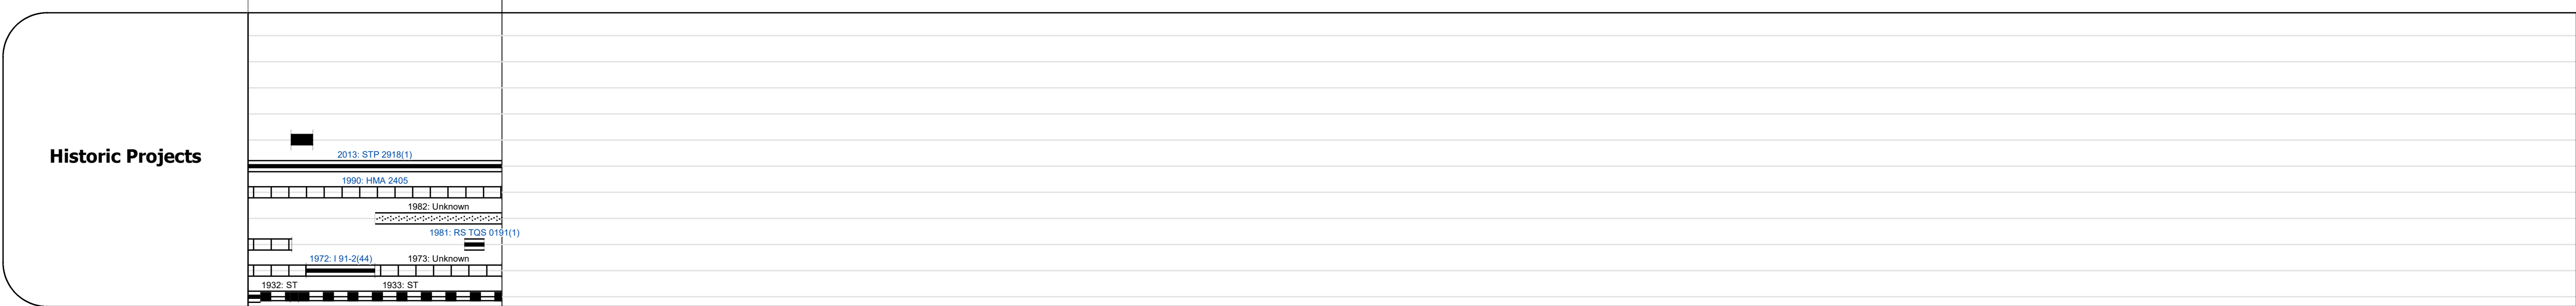 Historic Projects
2013: STP 2918(1)
1990: HMA 2405
1982: Unknown
1981: RS TQS 0191(1)
1972: I 91-2(44) 1973: Unknown
1932: ST 1933: ST